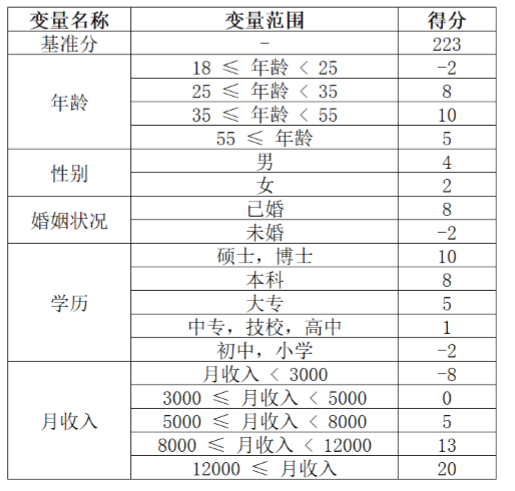 变量名称 变量范围 得分
基准分 - 223
年龄 18 ≤ 年龄 < 25 -2
25 ≤ 年龄 < 35 8
35 ≤ 年龄 < 55 10
55 ≤ 年龄 5
性别 男 4
女 2
婚姻状况 已婚 8
未婚 -2
学历 硕士，博士 10
本科 8
大专 5
中专，技校，高中 1
初中，小学 -2
月收入 月收入 < 3000 -8
3000 ≤ 月收入 < 5000 0
5000 ≤ 月收入 < 8000 5
8000 ≤ 月收入 < 12000 13
12000 ≤ 月收入 20